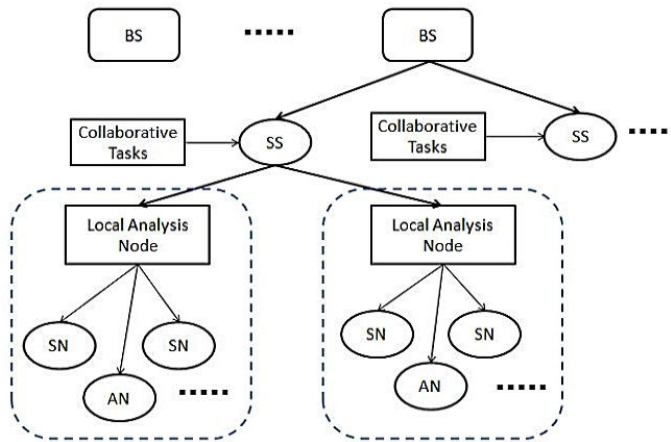 BS
BS
Collaborative
Tasks
SS
Collaborative
Tasks
SS
Local Analysis
Node
Local Analysis
Node
SN
SN
AN
SN
SN
AN